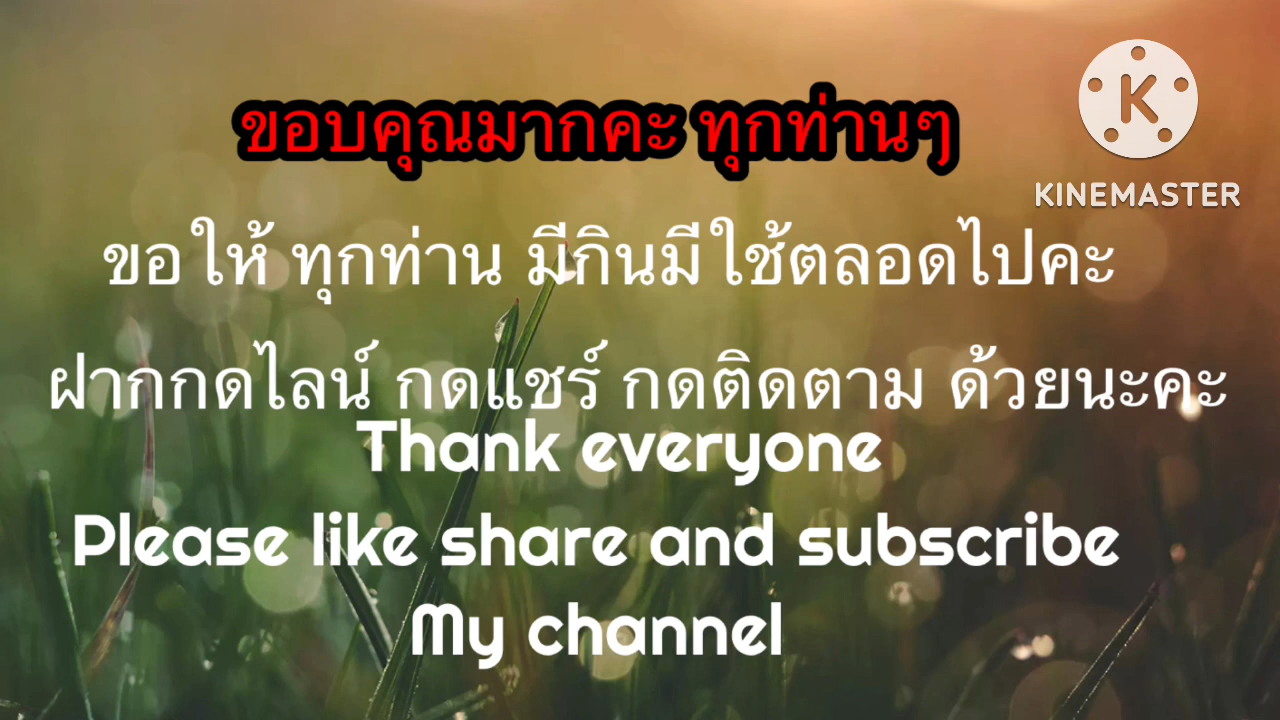 ขอบคุณมากคะ ทุกท่านๆ
KINEMASTER
ขอให้ ทุกท่าน มีกินมีใช้ตลอดไปคะ
ฝากกดไลน์ กดแชร์ กดติดตาม ด้วยนะคะ
Thank everyone
Please like share and subscribe
My channel